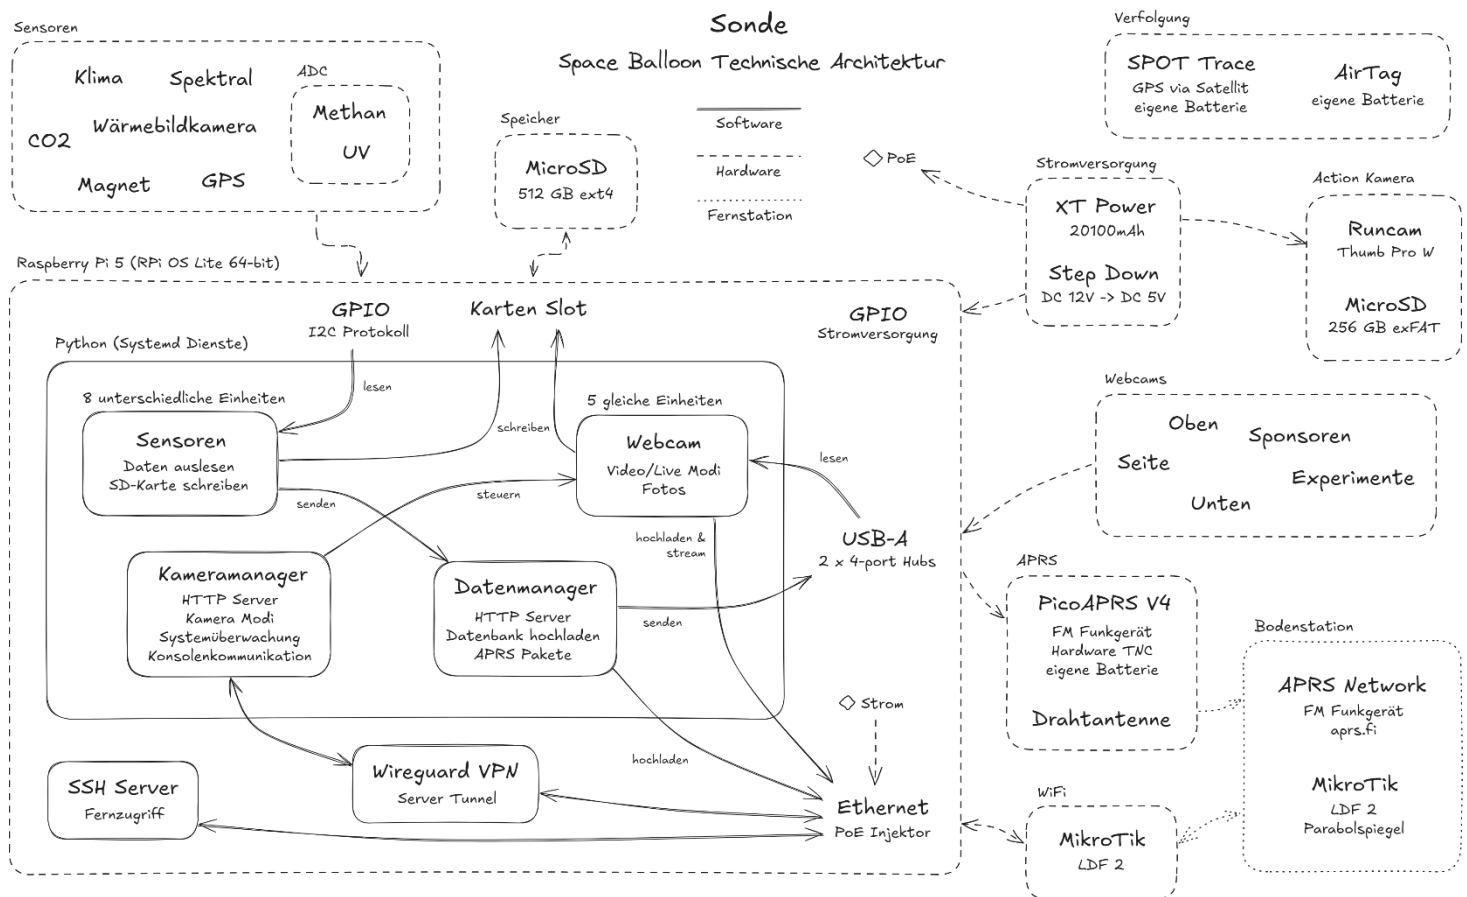 Sonde
Space Balloon Technische Architektur
Software
Hardware
Fernstation
Sensoren
Klima
Spektral
ADC
Methan
UV
CO2
Wärmebildkamera
Magnet
GPS
Speicher
MicroSD
512 GB ext4
PoE
Verfolgung
SPOT Trace
GPS via Satellit
eigene Batterie
AirTag
eigene Batterie
Stromversorgung
XT Power
20100mAh
Step Down
DC 12V -> DC 5V
Action Kamera
Runcam
Thumb Pro W
MicroSD
256 GB exFAT
Raspberry Pi 5 (RPi OS Lite 64-bit)
GPIO
I2C Protokoll
Karten Slot
GPIO
Stromversorgung
Python (Systemd Dienste)
lesen
8 unterschiedliche Einheiten
Sensoren
Daten auslesen
SD-Karte schreiben
schreiben
5 gleiche Einheiten
Webcam
Video/Live Modi
Fotos
lesen
steuern
senden
hochladen &
stream
USB-A
2 x 4-port Hubs
Kameramanager
HTTP Server
Kamera Modi
Systemüberwachung
Konsolenkommunikation
Datenmanager
HTTP Server
Datenbank hochladen
APRS Pakete
senden
Strom
hochladen
SSH Server
Fernzugriff
Wireguard VPN
Server Tunnel
Ethernet
PoE Injektor
Webcams
Oben
Sponsoren
Seite
Experimente
Unten
APRS
PicoAPRS V4
FM Funkgerät
Hardware TNC
eigene Batterie
Drahtantenne
WiFi
MikroTik
LDF 2
Bodenstation
APRS Network
FM Funkgerät
aprs.fi
MikroTik
LDF 2
Parabolspiegel